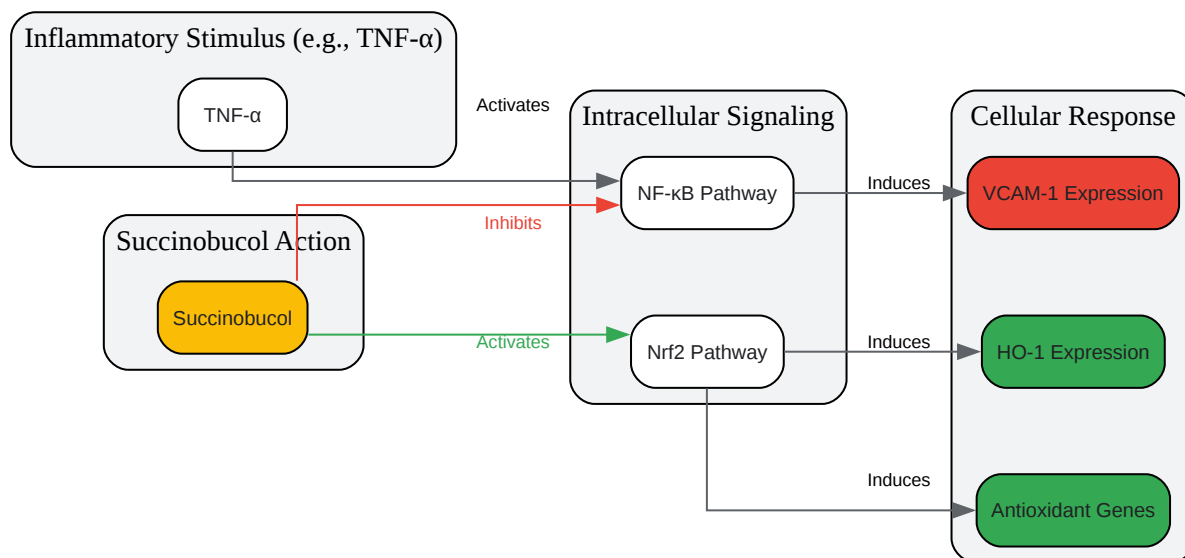 Inflammatory Stimulus (e.g., TNF-α)
TNF-α
Activates
Intracellular Signaling
Cellular Response
NF-κB Pathway
Induces
VCAM-1 Expression
Inhibits
Succinobucol Action
Succinobucol
Activates
Nrf2 Pathway
Induces
HO-1 Expression
Induces
Antioxidant Genes